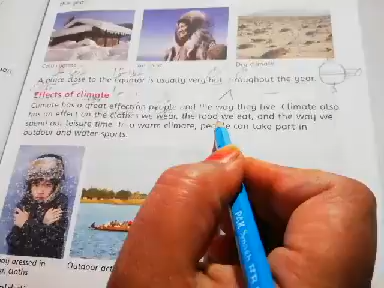 Dry climate
A place close to the Equator is usually very hot throughout the year.
Effects of climate
Climate has a great effect on people and the way they live. Climate also
has an effect on the clothes we wear, the food we eat, and the way we
spend our leisure time. In a warm climate, people can take part in
outdoor and water sports.
dressed in
Outdoor